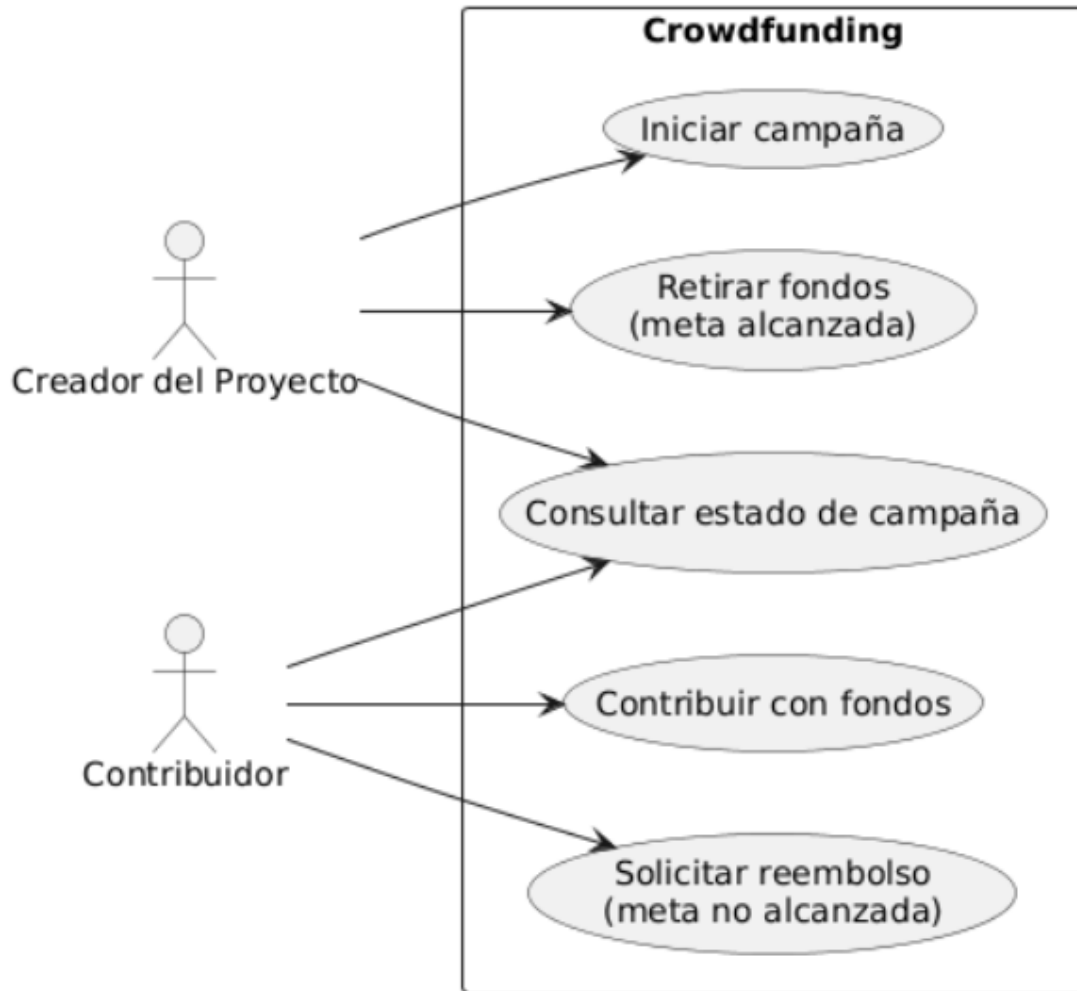 Crowdfunding
Iniciar campaña
Retirar fondos
(meta alcanzada)
Creador del Proyecto
Consultar estado de campaña
Contribuir con fondos
Contribuidor
Solicitar reembolso
(meta no alcanzada)